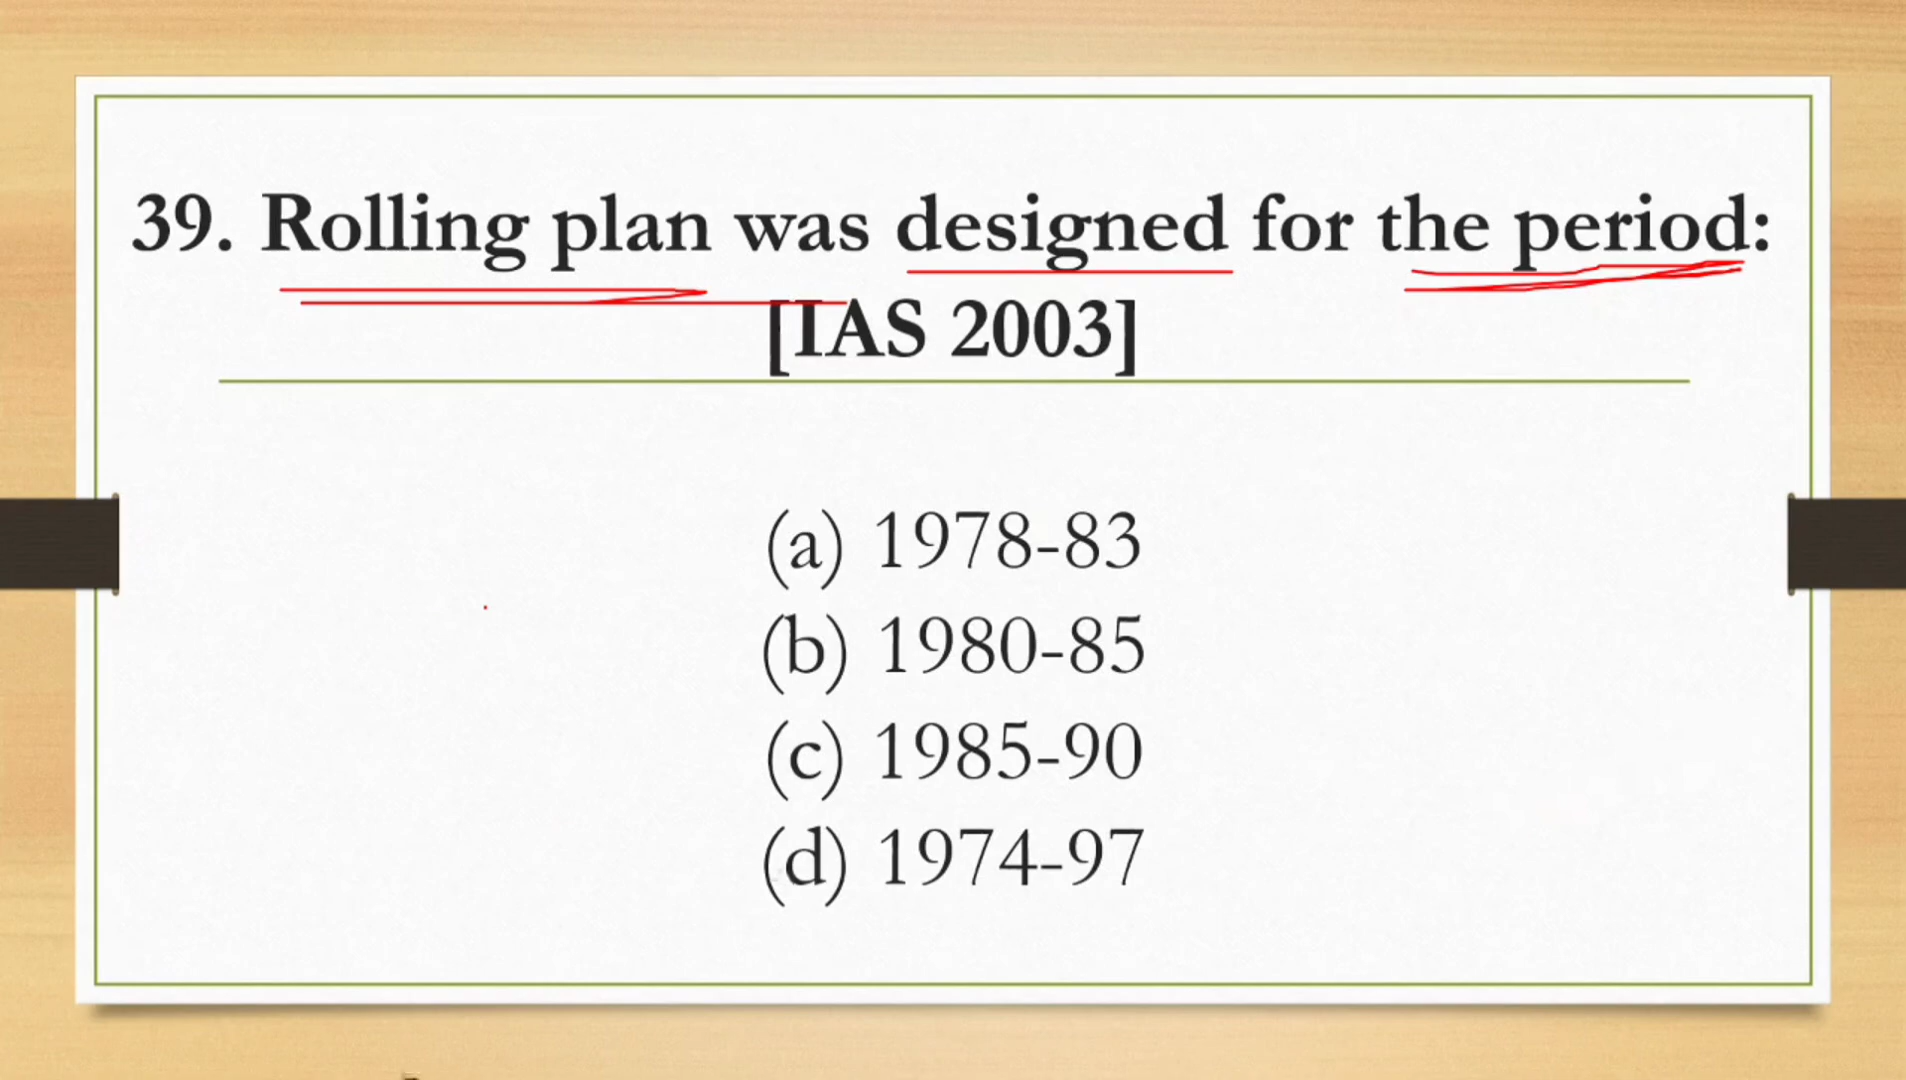 39. Rolling plan was designed for the period:
[IAS 2003]
(a) 1978-83
(b) 1980-85
(c) 1985-90
(d) 1974-97